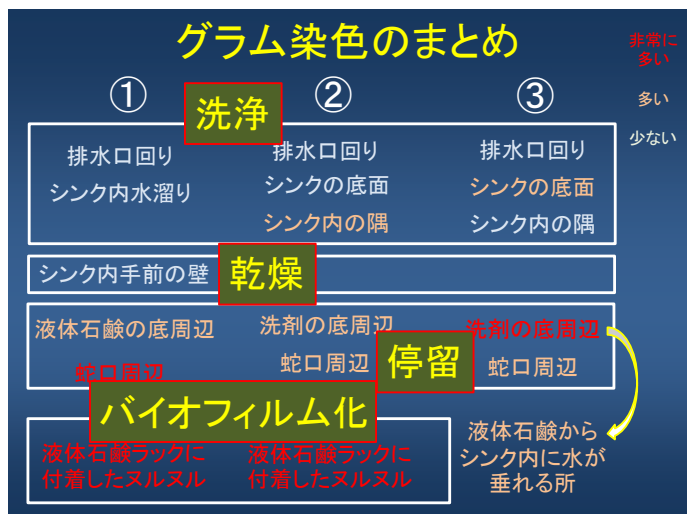 グラム染色のまとめ
非常に
多い
多い
少ない
① ② ③
洗浄
排水口回り 排水口回り 排水口回り
シンク内水溜り シンクの底面 シンクの底面
シンク内の隅 シンク内の隅
シンク内手前の壁
乾燥
液体石鹸の底周辺 洗剤の底周辺 洗剤の底周辺
蛇口周辺 蛇口周辺 蛇口周辺
停留
バイオフィルム化
液体石鹸ラックに 液体石鹸ラックに
付着したヌルヌル 付着したヌルヌル
液体石鹸から
シンク内に水が
垂れる所